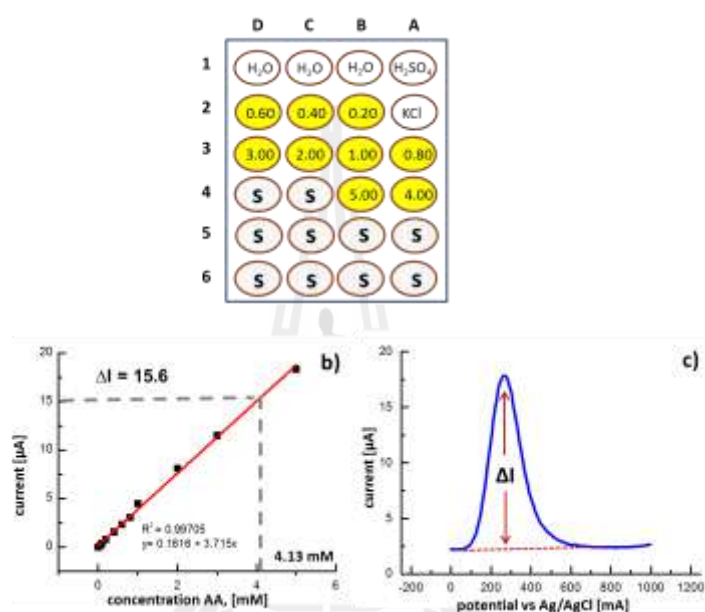 D C B A
1 H₂O H₂O H₂O H₂SO₄
2 0.60 0.40 0.20 KCl
3 3.00 2.00 1.00 0.80
4 S S 5.00 4.00
5 S S S S
6 S S S S
b)
ΔI = 15.6
20
15
10
5
0
current [µA]
R² = 0.99705
y= 0.1616 + 3.715x
4.13 mM
0 2 4 6
concentration AA, [mM]
c)
20
15
10
5
0
current [µA]
ΔI
-200 0 200 400 600 800 1000 1200
potential vs Ag/AgCl [mA]